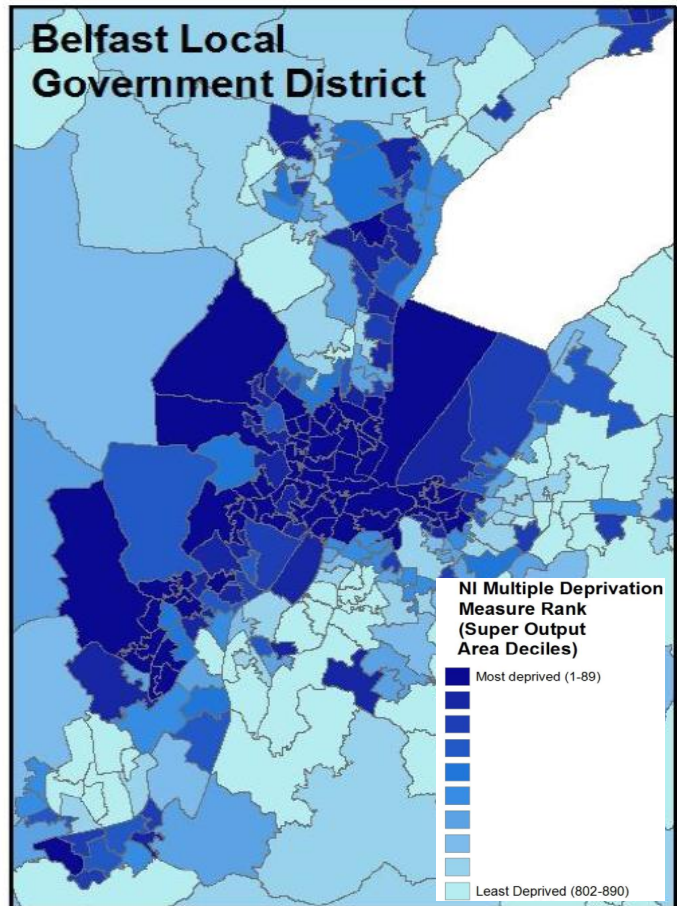 Belfast Local
Government District
NI Multiple Deprivation
Measure Rank
(Super Output
Area Deciles)
Most deprived (1-89)
Least Deprived (802-890)